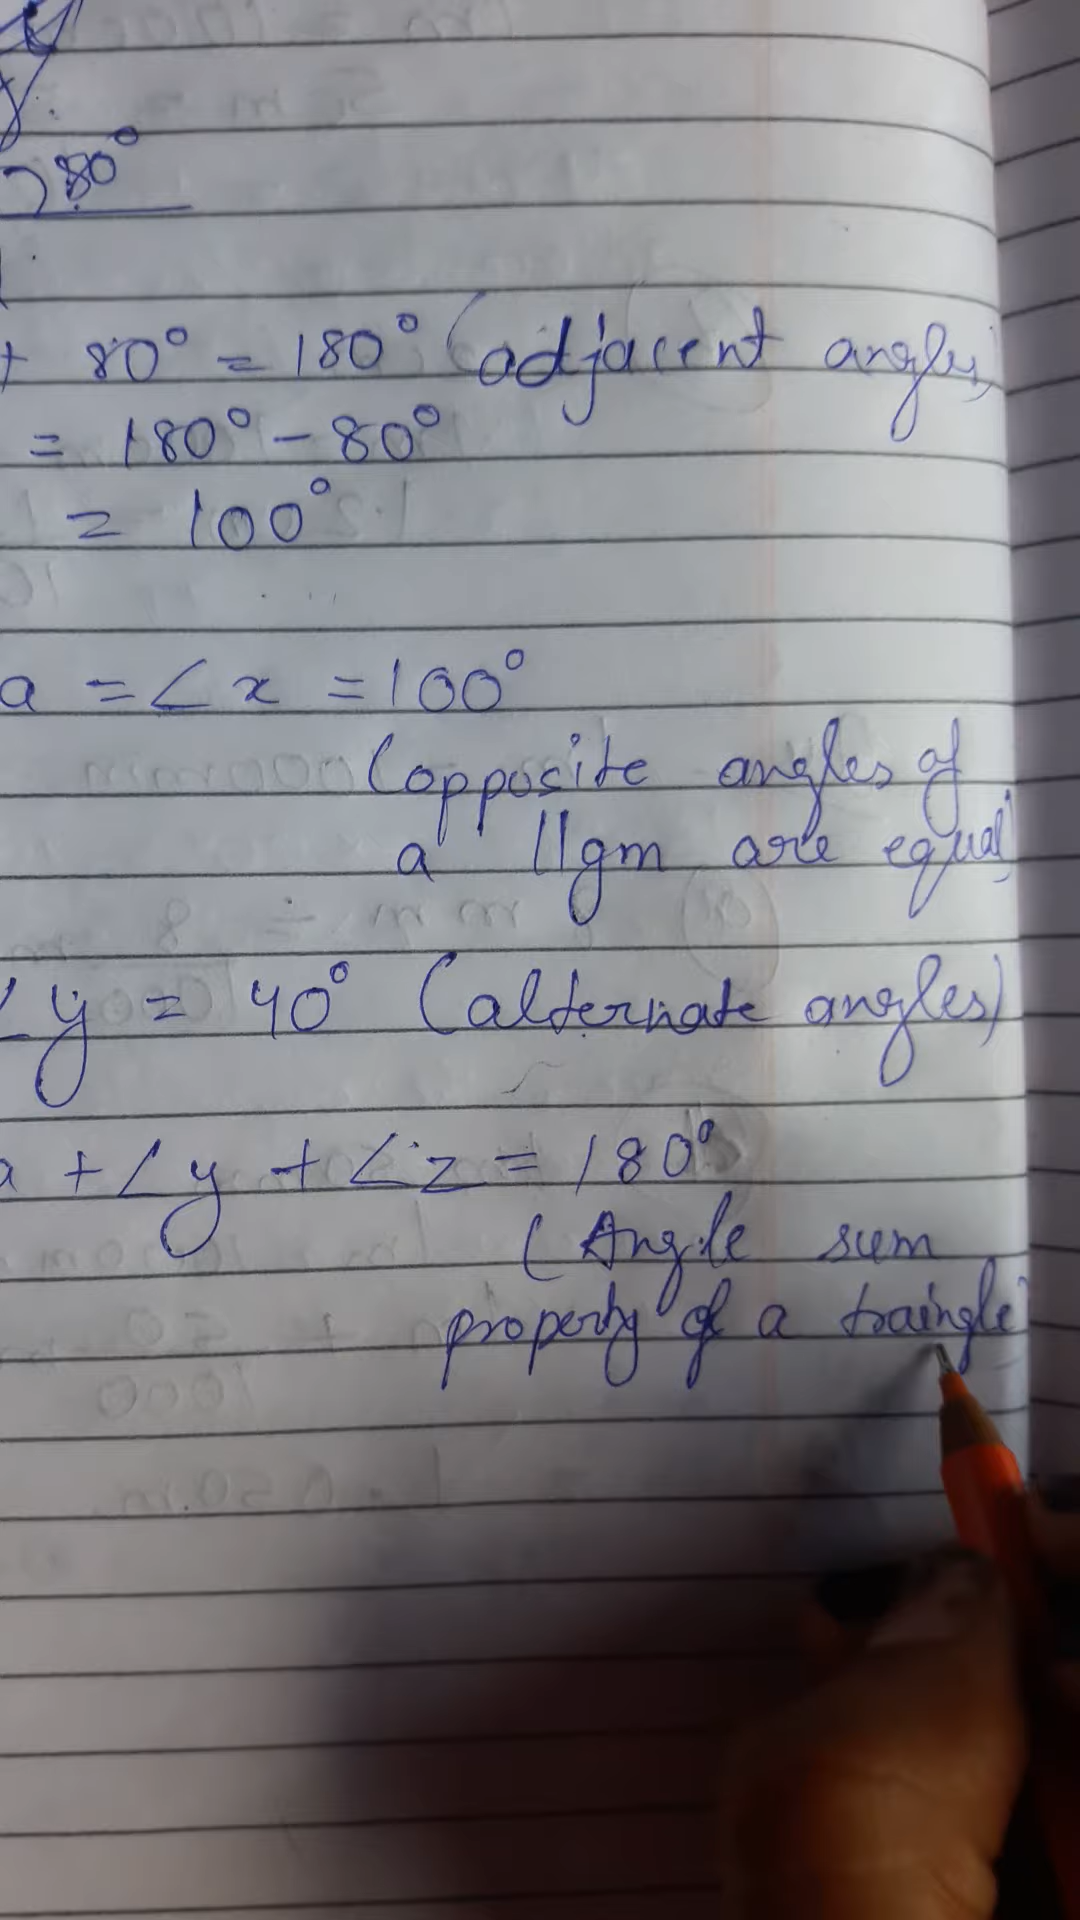 80°
+ 80° = 180° (adjacent angles)
= 180° - 80°
= 100°
a = ∠x = 100°
(opposite angles of
a ||gm are equal)
∠y = 40° (alternate angles)
a + ∠y + ∠z = 180°
(Angle sum
property of a traingle)